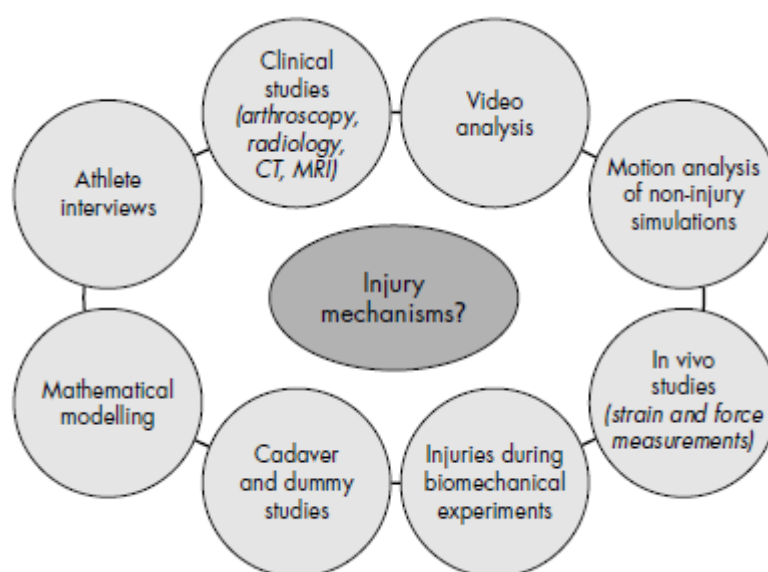 Clinical
studies
(arthroscopy,
radiology,
CT, MRI)
Video
analysis
Motion analysis
of non-injury
simulations
In vivo
studies
(strain and force
measurements)
Injuries during
biomechanical
experiments
Cadaver
and dummy
studies
Mathematical
modelling
Athlete
interviews
Injury
mechanisms?